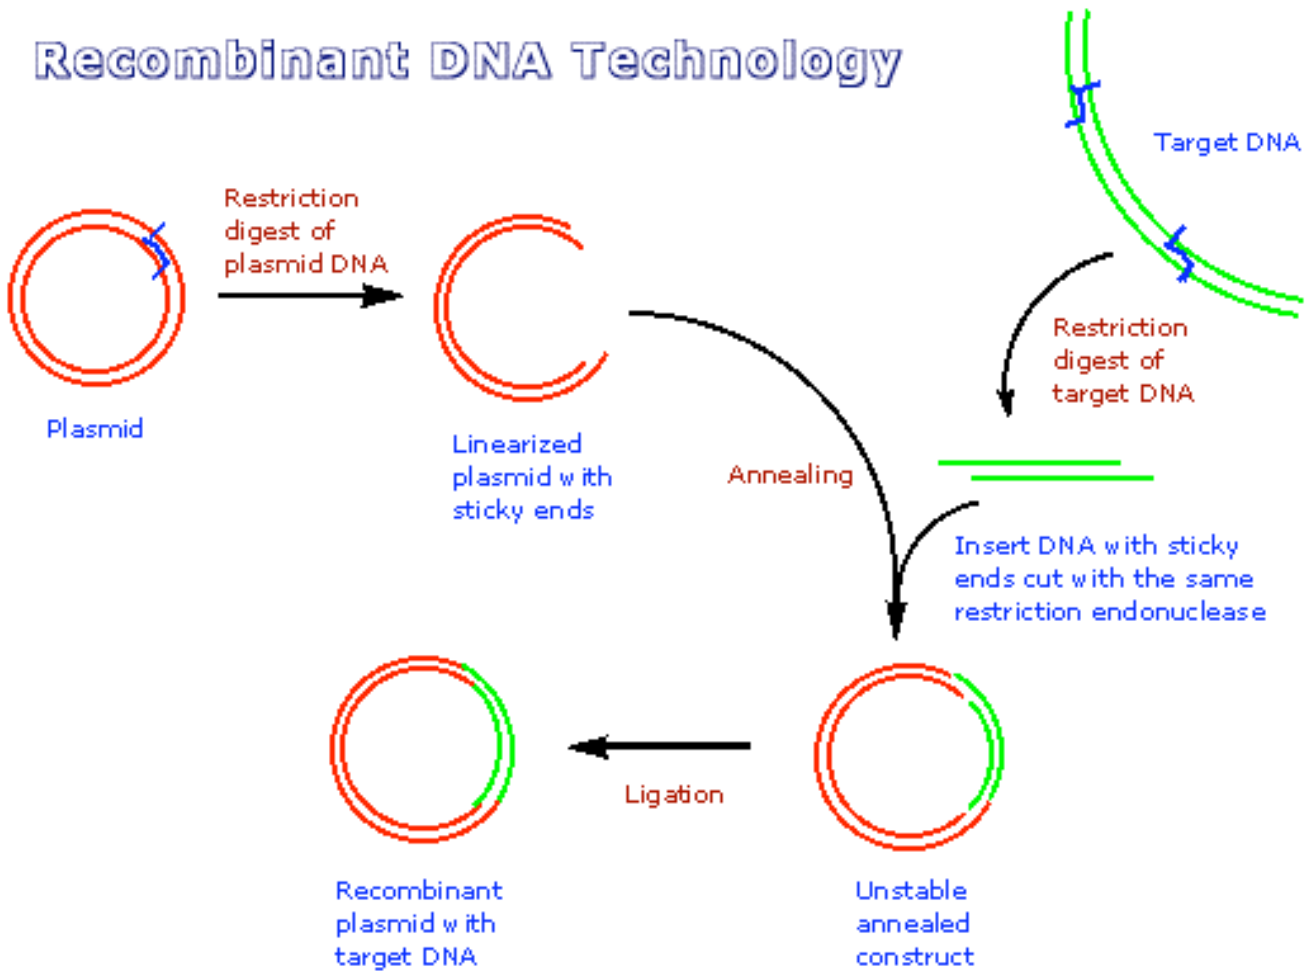 Recombinant DNA Technology
Target DNA
Restriction
digest of
plasmid DNA
Plasmid
Linearized
plasmid with
sticky ends
Restriction
digest of
target DNA
Annealing
Insert DNA with sticky
ends cut with the same
restriction endonuclease
Ligation
Recombinant
plasmid with
target DNA
Unstable
annealed
construct